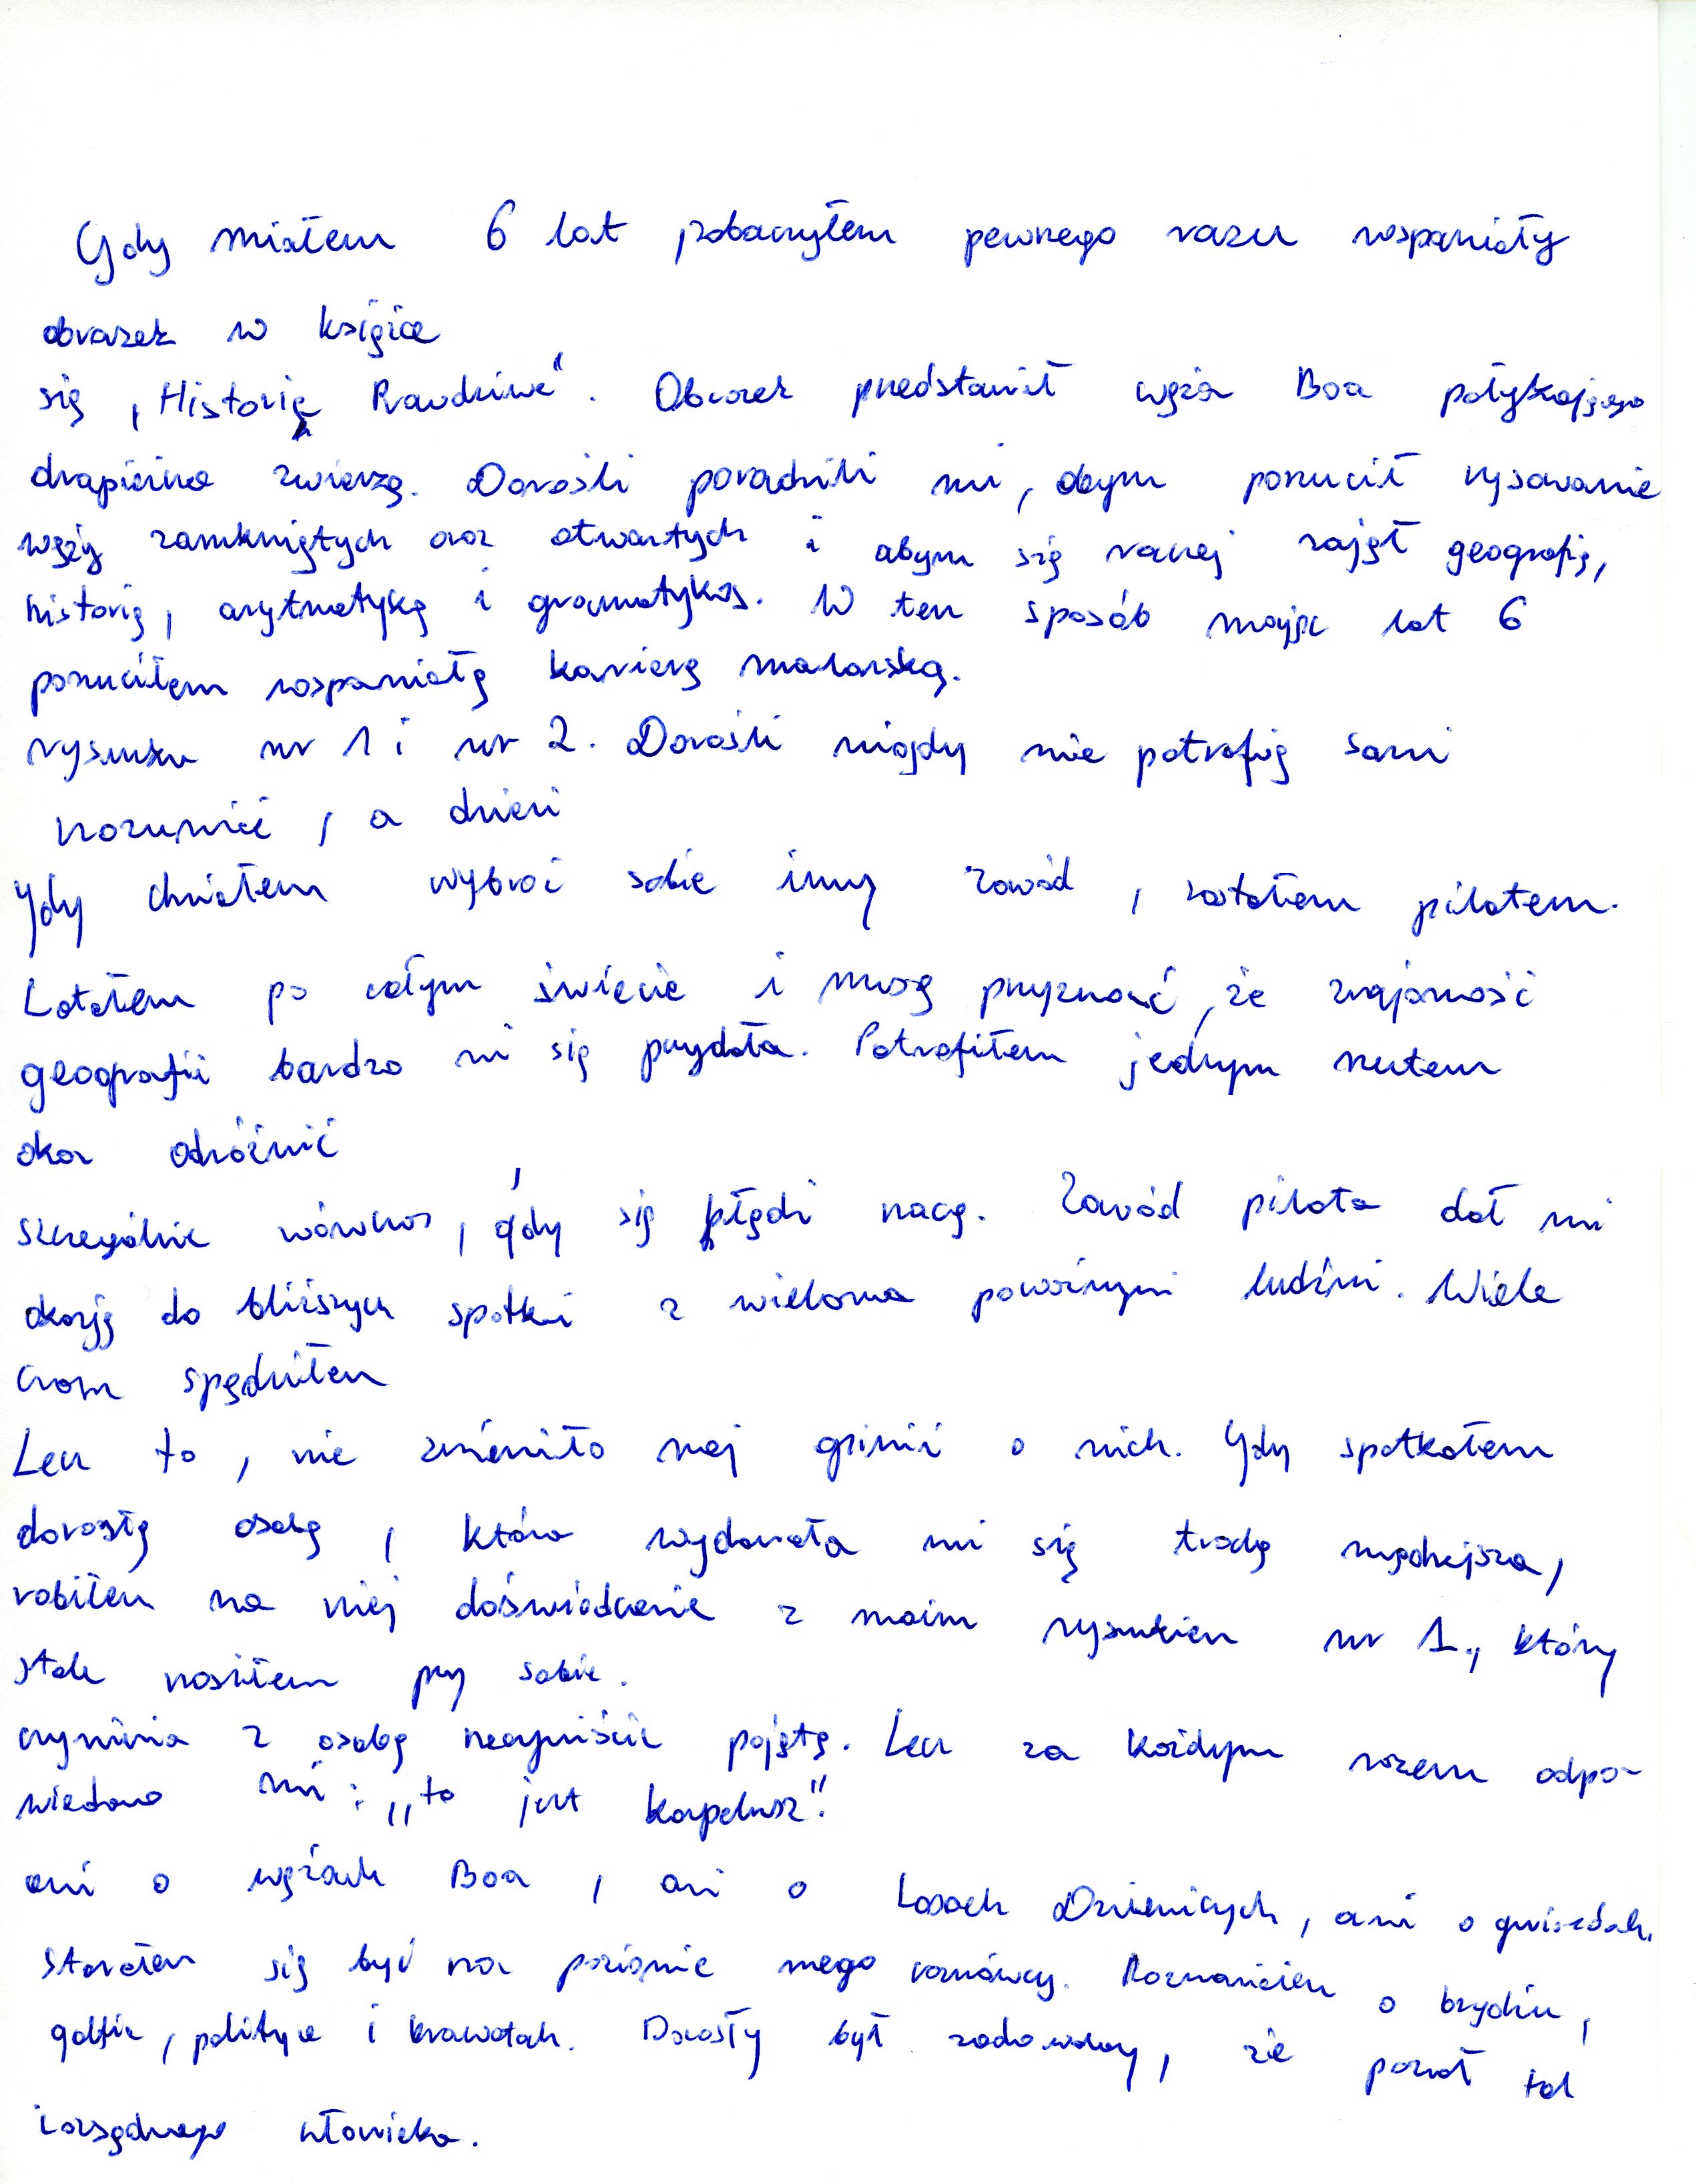 Gdy miałem 6 lat zobaczyłem pewnego razu wspaniały
obrazek w książce
się „Historię Prawdziwe". Obrazek przedstawił węża Boa połykającego
drapieżne zwierzę. Dorośli poradzili mi, abym porzucił rysowanie
węży zamkniętych oraz otwartych i abym się raczej zajął geografią,
historią, arytmetyką i gramatyką. W ten sposób mając lat 6
porzuciłem wspaniałą karierę malarską.
rysunku nr 1 i nr 2. Dorośli nigdy nie potrafią sami
zrozumieć, a dzieci
Gdy chciałem wybrać sobie inny zawód, zostałem pilotem.
Latałem po całym świecie i muszę przyznać, że znajomość
geografii bardzo mi się przydała. Potrafiłem jednym rzutem
oka odróżnić
szczególnie wówczas, gdy się błądzi nocą. Zawód pilota dał mi
okazję do bliższych spotkań z wieloma poważnymi ludźmi. Wiele
czasu spędziłem
Lecz to, nie zmieniło mej opinii o nich. Gdy spotkałem
dorosłą osobę, która wydawała mi się trochę mądrzejsza,
robiłem na niej doświadczenie z moim rysunkiem nr 1., który
stale nosiłem przy sobie.
czynienia z osobą rzeczywiście pojętą. Lecz za każdym razem odpo-
wiadano mi: „to jest kapelusz".
ani o wężach Boa, ani o Lasach Dziewiczych, ani o gwiazdach.
Starałem się być na poziomie mego rozmówcy. Rozmawiałem o brydżu,
golfie, polityce i krawatach. Dorosły był zadowolony, że poznał tak
rozsądnego człowieka.